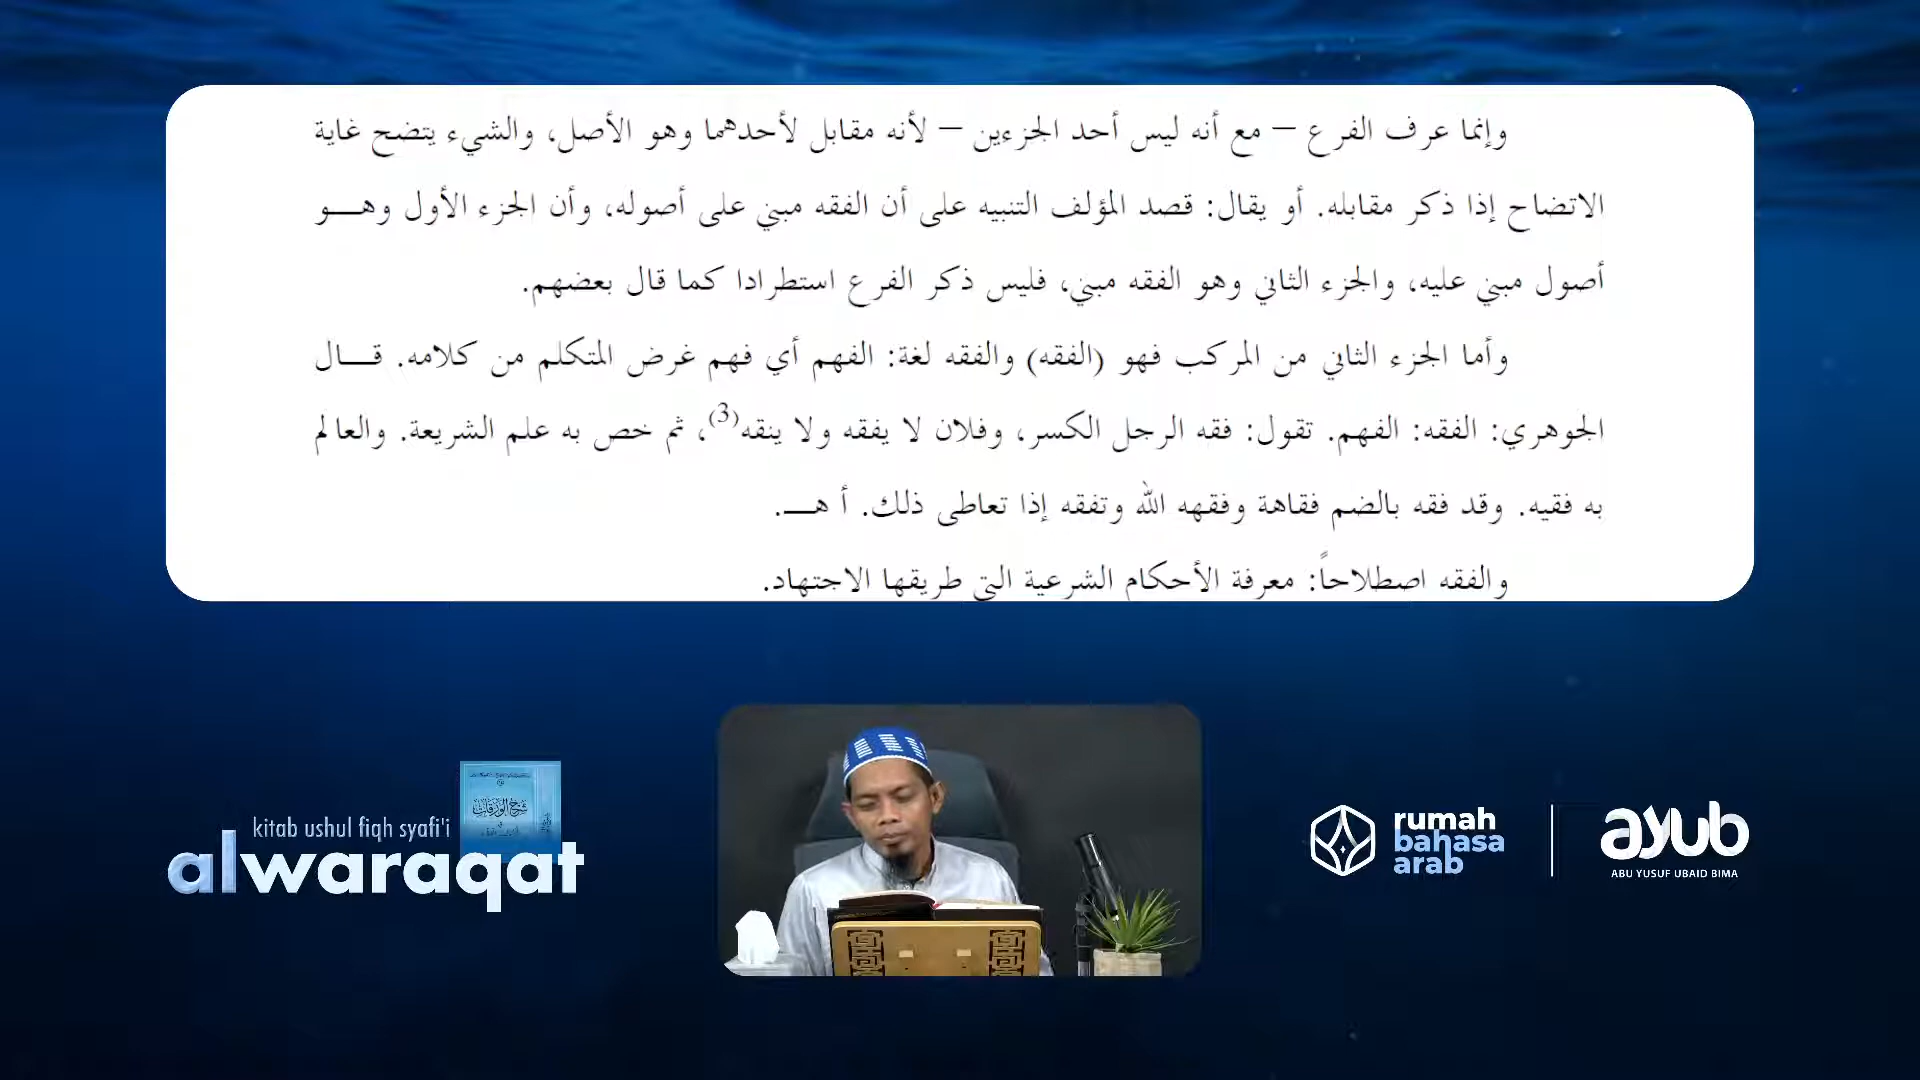 وإنما عرف الفرع – مع أنه ليس أحد الجزءين – لأنه مقابل لأحدهما وهو الأصل، والشيء يتضح غاية
الاتضاح إذا ذكر مقابله. أو يقال: قصد المؤلف التنبيه على أن الفقه مبني على أصوله، وأن الجزء الأول وهـــو
أصول مبني عليه، والجزء الثاني وهو الفقه مبني، فليس ذكر الفرع استطرادا كما قال بعضهم.
وأما الجزء الثاني من المركب فهو (الفقه) والفقه لغة: الفهم أي فهم غرض المتكلم من كلامه. قـــال
الجوهري: الفقه: الفهم. تقول: فقه الرجل الكسر، وفلان لا يفقه ولا ينقه(3)، ثم خص به علم الشريعة. والعالم
به فقيه. وقد فقه بالضم فقاهة وفقهه الله وتفقه إذا تعاطى ذلك. أ هـــ.
والفقه اصطلاحاً: معرفة الأحكام الشرعية التي طريقها الاجتهاد.
kitab ushul fiqh syafi'i
alwaraqat
شرح الورقات
rumah
bahasa
arab
ayub
ABU YUSUF UBAID BIMA